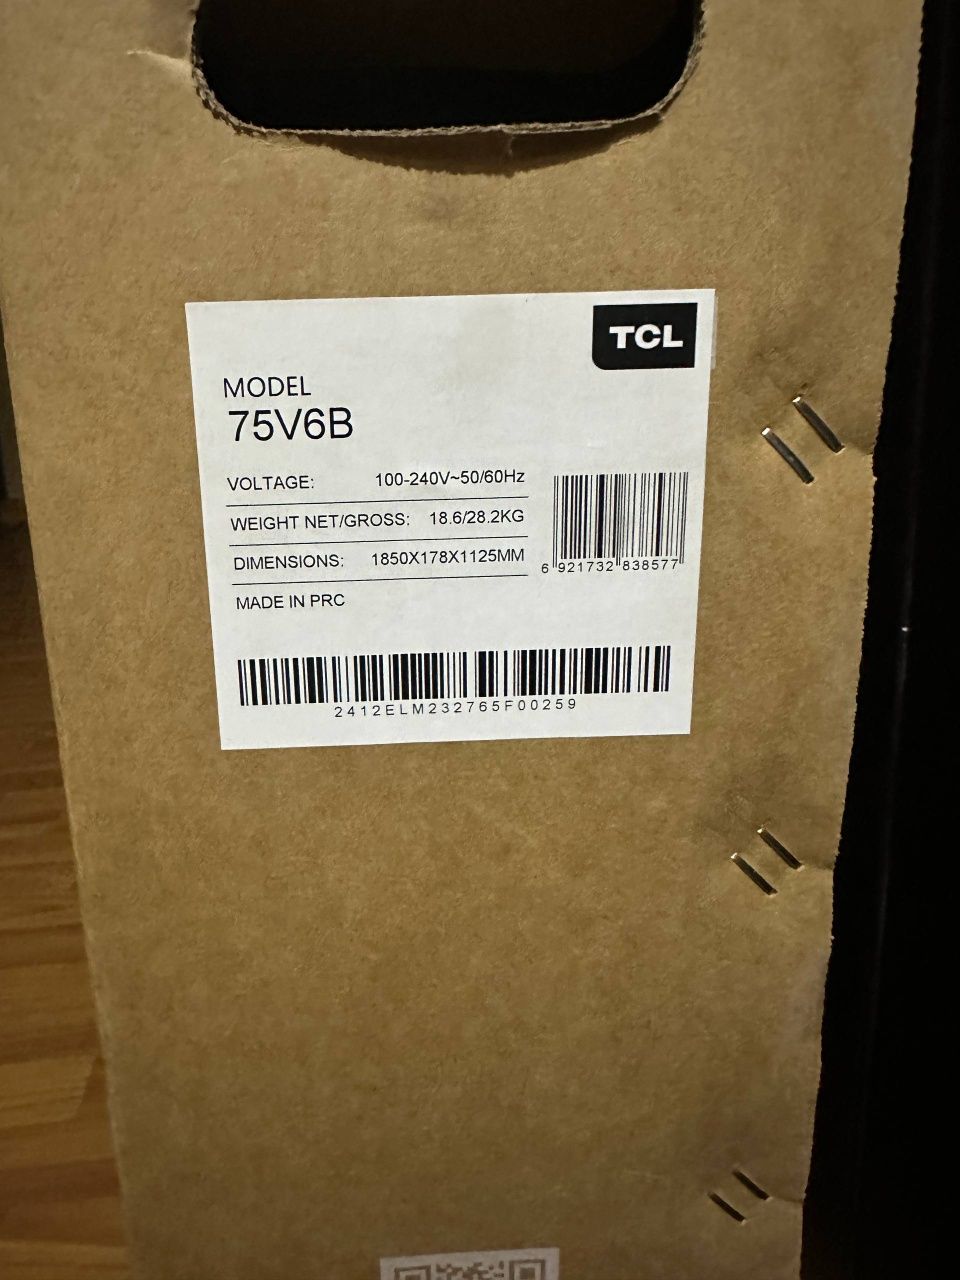 TCL
MODEL
75V6B
VOLTAGE: 100-240V~50/60Hz
WEIGHT NET/GROSS: 18.6/28.2KG
DIMENSIONS: 1850X178X1125MM
6 921732 838577
MADE IN PRC
2412ELM232765F00259